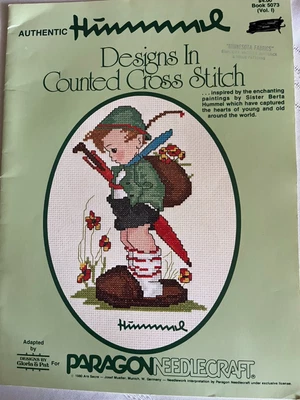 AUTHENTIC Hummel
Book 5073
(Vol. I)
Designs In
Counted Cross Stitch
. . . inspired by the enchanting
paintings by Sister Berta
Hummel which have captured
the hearts of young and old
around the world.
Hummel
Adapted
by
DESIGNS BY
Gloria & Pat
For
PARAGON NEEDLECRAFT®